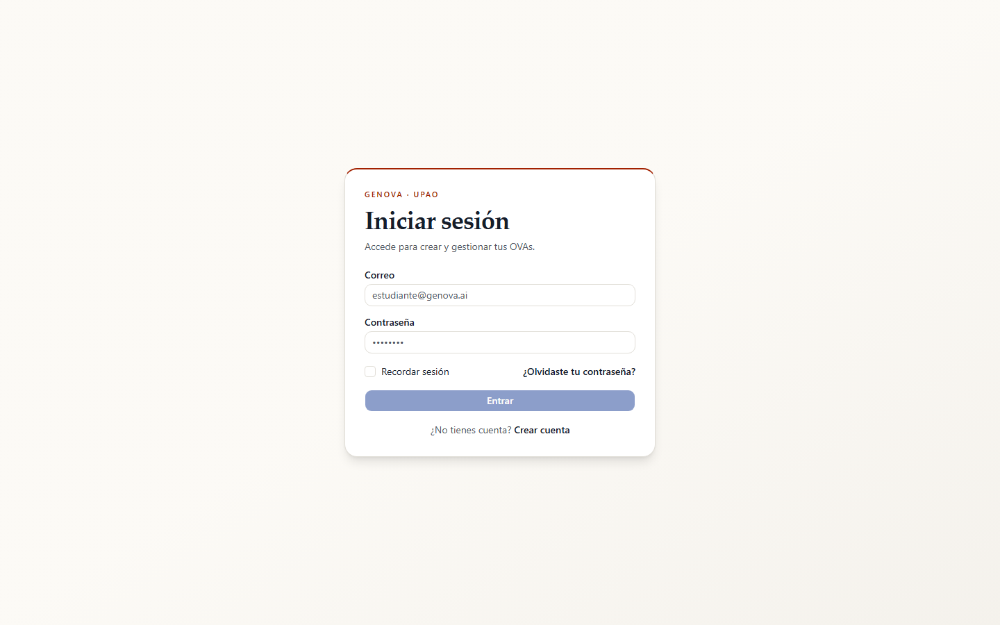 GENOVA · UPAO
Iniciar sesión
Accede para crear y gestionar tus OVAs.
Correo
estudiante@genova.ai
Contraseña
••••••••
Recordar sesión
¿Olvidaste tu contraseña?
Entrar
¿No tienes cuenta? Crear cuenta